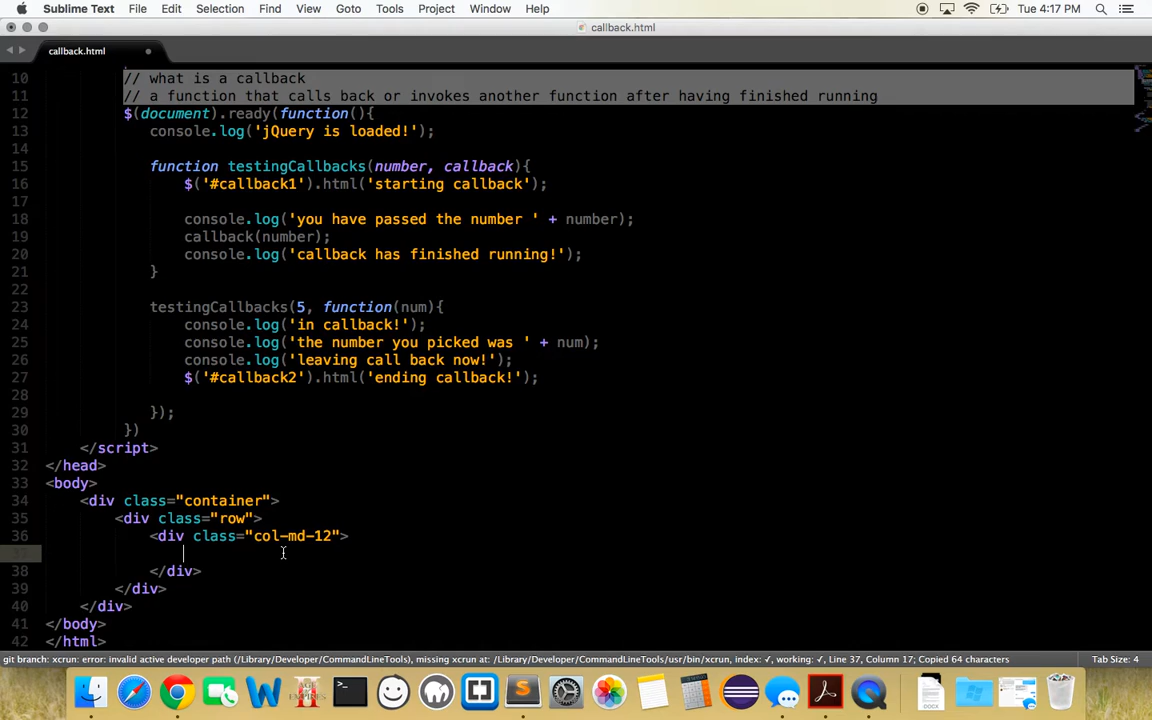 Sublime Text File Edit Selection Find View Goto Tools Project Window Help Tue 4:17 PM
callback.html
callback.html
10 // what is a callback
11 // a function that calls back or invokes another function after having finished running
12 $(document).ready(function(){
13 console.log('jQuery is loaded!');
14
15 function testingCallbacks(number, callback){
16 $('#callback1').html('starting callback');
17
18 console.log('you have passed the number ' + number);
19 callback(number);
20 console.log('callback has finished running!');
21 }
22
23 testingCallbacks(5, function(num){
24 console.log('in callback!');
25 console.log('the number you picked was ' + num);
26 console.log('leaving call back now!');
27 $('#callback2').html('ending callback!');
28
29 });
30 })
31 </script>
32 </head>
33 <body>
34 <div class="container">
35 <div class="row">
36 <div class="col-md-12">
37
38 </div>
39 </div>
40 </div>
41 </body>
42 </html>
git branch: xcrun: error: invalid active developer path (/Library/Developer/CommandLineTools), missing xcrun at: /Library/Developer/CommandLineTools/usr/bin/xcrun, index: ✓, working: ✓, Line 37, Column 17; Copied 64 characters Tab Size: 4